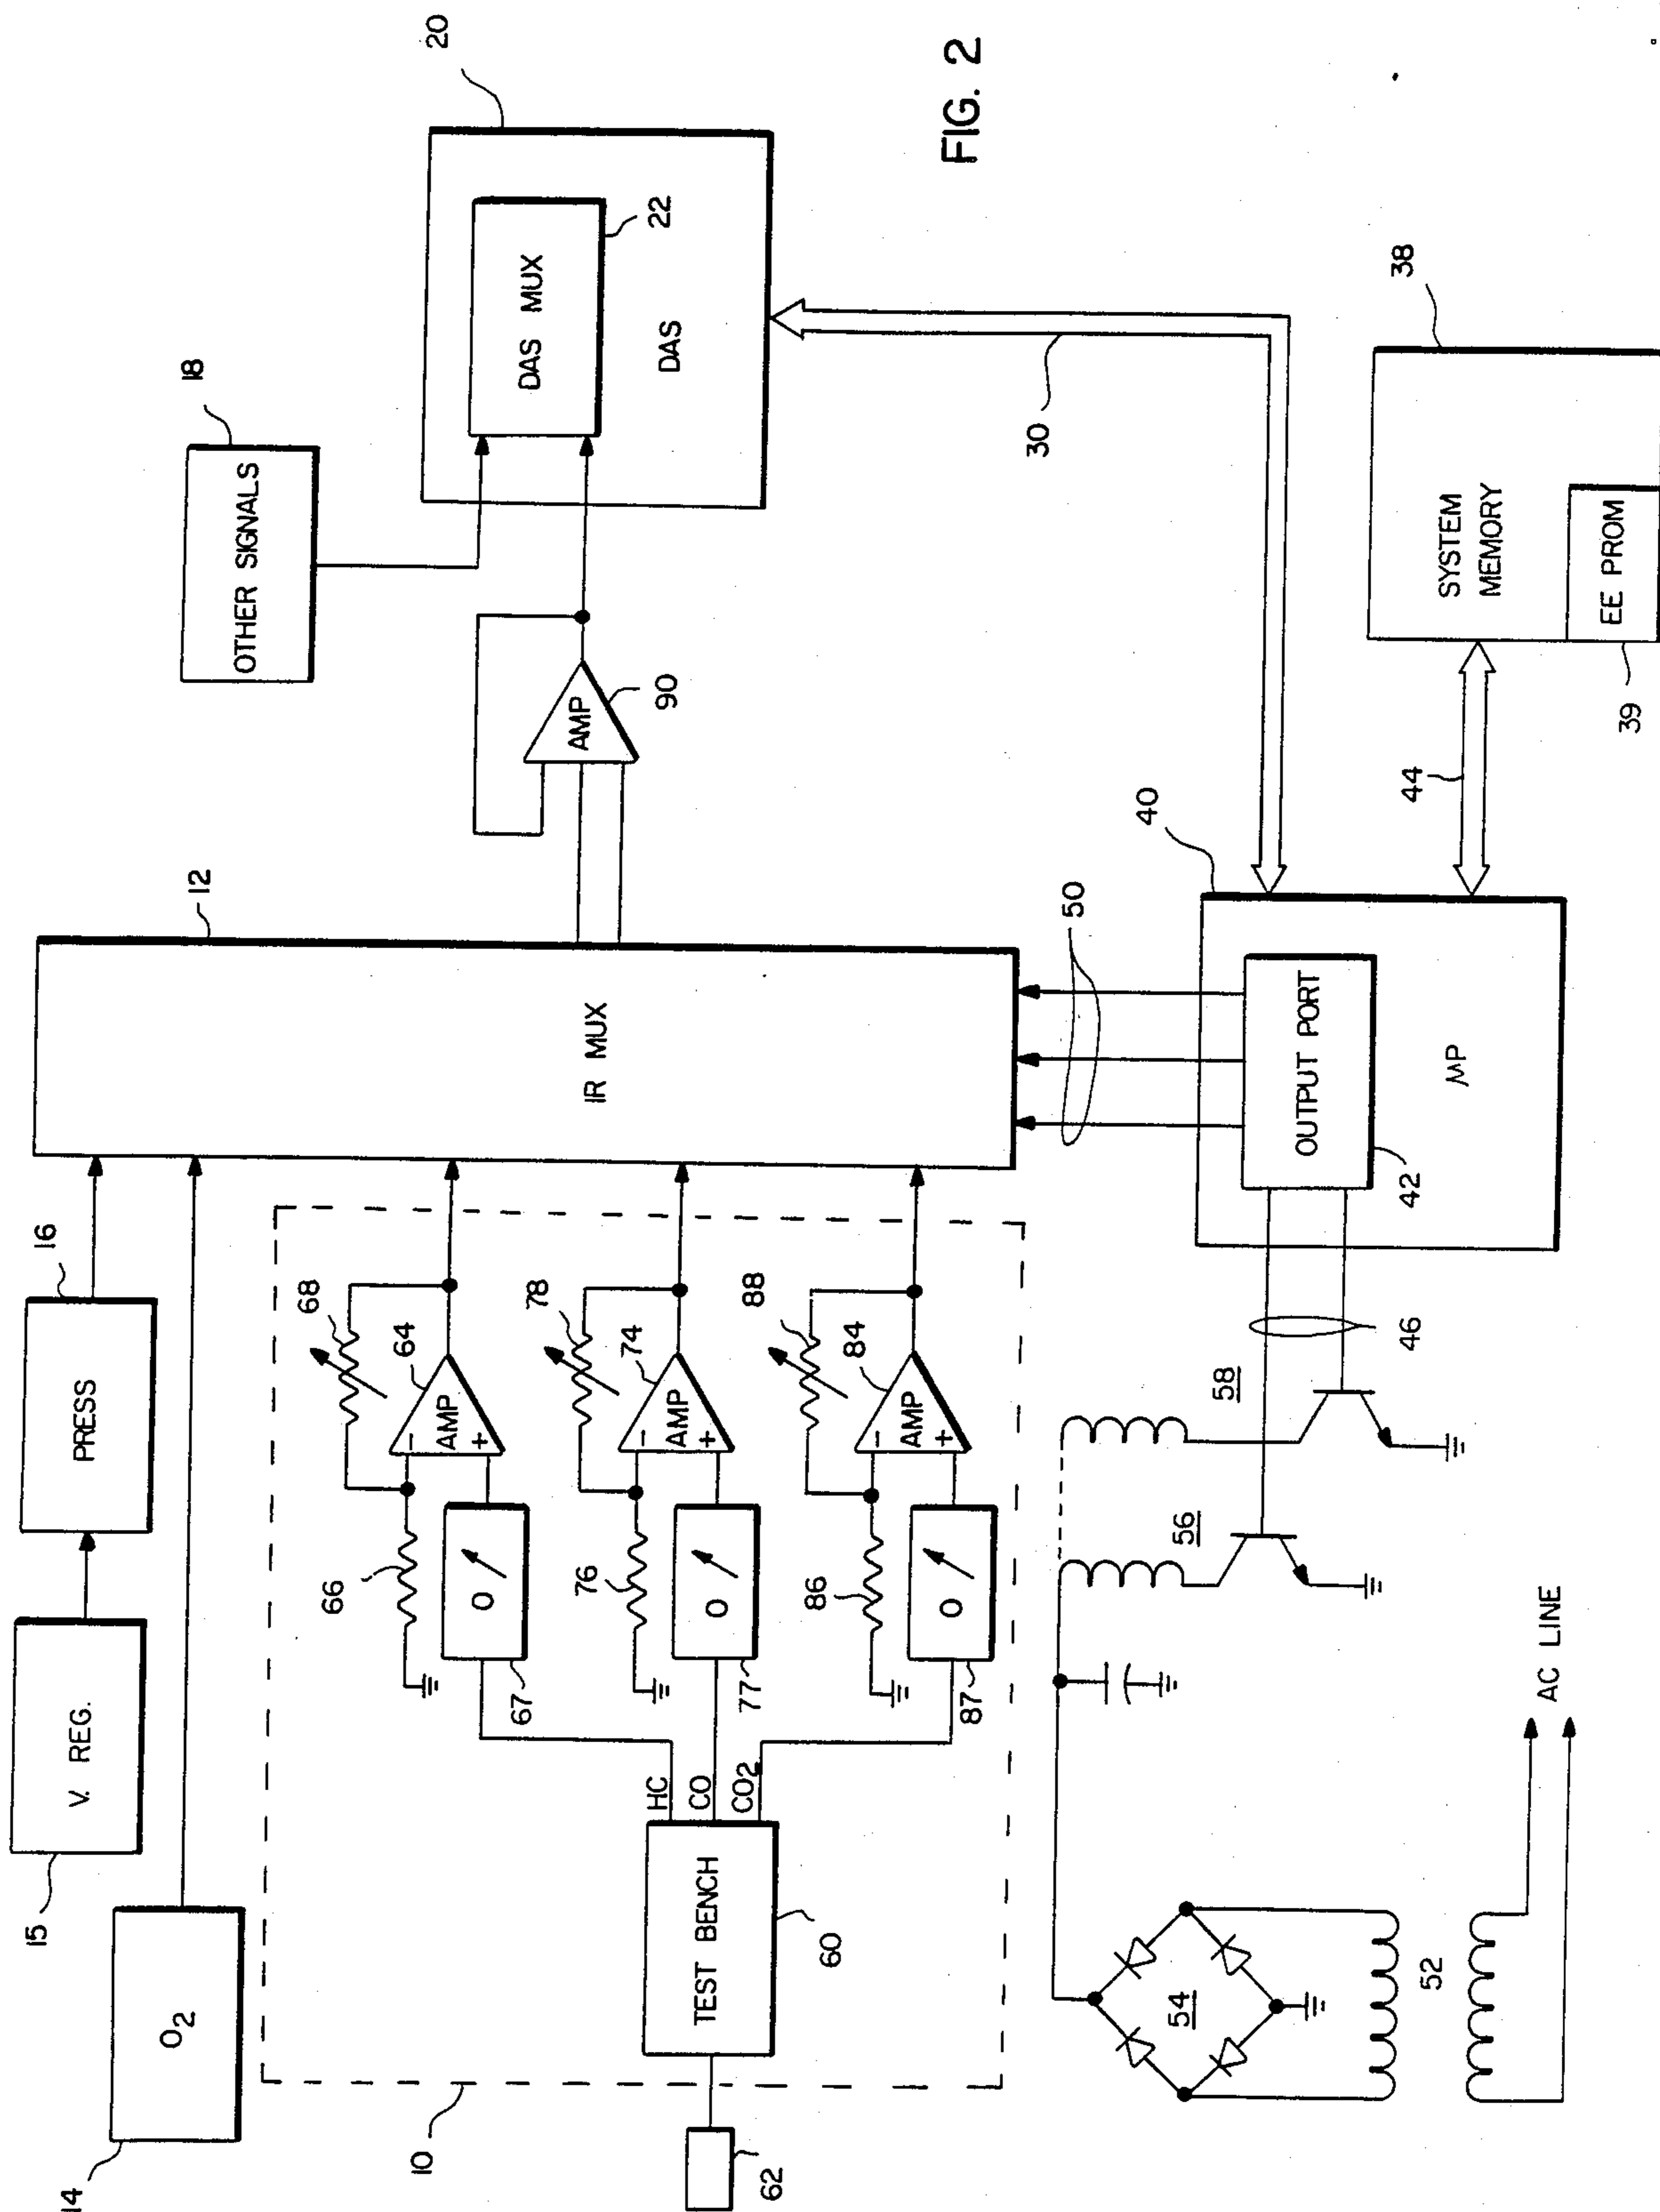 FIG. 2
14
O2
15
V. REG.
16
PRESS
12
IR MUX
18
OTHER SIGNALS
20
DAS MUX
22
DAS
AMP
90
10
62
TEST BENCH
60
HC
CO
CO2
66
67
O
68
64
-
AMP
+
76
77
O
78
74
-
AMP
+
86
87
O
88
84
-
AMP
+
30
50
40
OUTPUT PORT
42
μP
44
38
SYSTEM
MEMORY
EE PROM
39
46
58
56
54
52
AC LINE